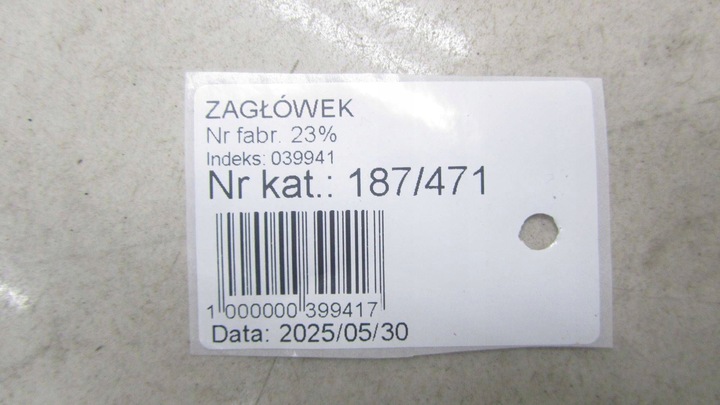 ZAGŁÓWEK
Nr fabr. 23%
Indeks: 039941
Nr kat.: 187/471
1 000000 399417
Data: 2025/05/30